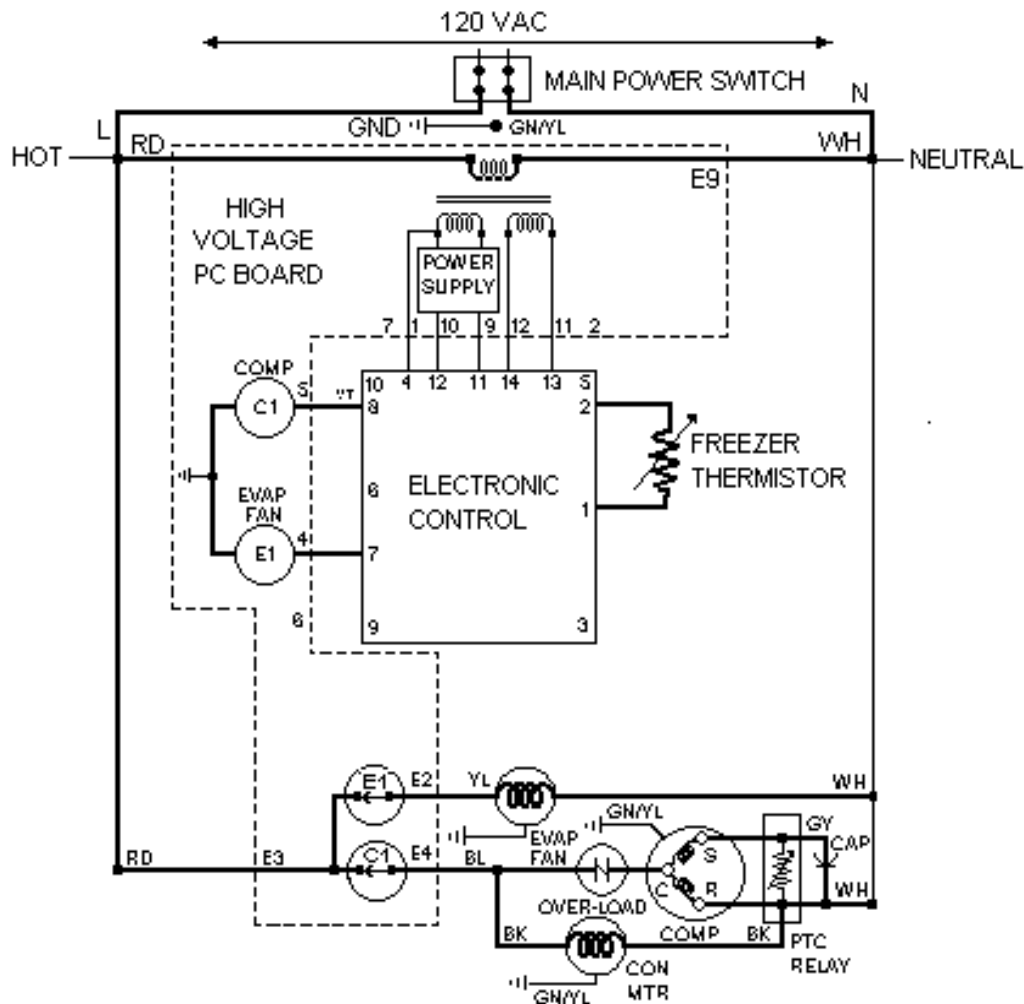 120 VAC
MAIN POWER SWITCH
L
N
GND
GN/YL
HOT
RD
WH
NEUTRAL
E9
HIGH
VOLTAGE
PC BOARD
POWER
SUPPLY
7 1 10 9 12 11 2
COMP
C1
S
10 4 12 11 14 13 S
8
2
FREEZER
THERMISTOR
6
ELECTRONIC
CONTROL
1
EVAP
FAN
E1
4
7
6
9
3
E1
E2
YL
WH
GN/YL
EVAP
FAN
RD
E3
C1
E4
BL
OVER-LOAD
C
S
R
COMP
GY
CAP
WH
BK
BK
PTC
RELAY
CON
MTR
GN/YL